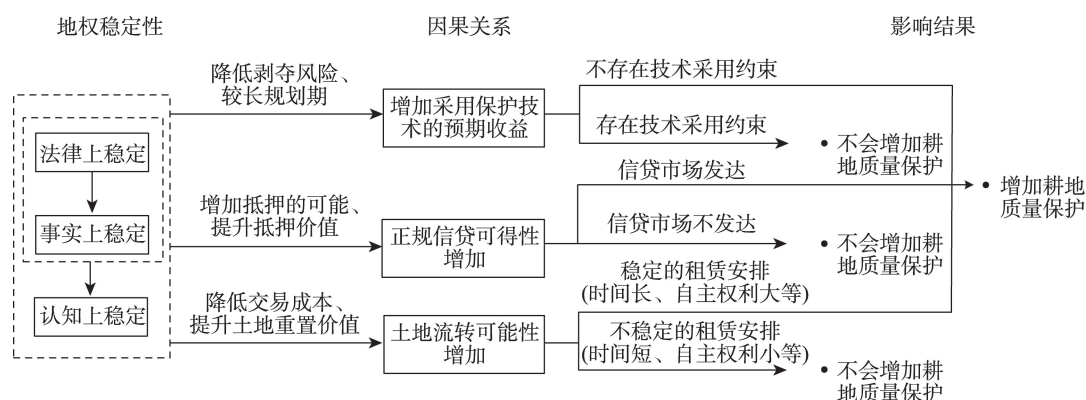 地权稳定性
因果关系
影响结果
法律上稳定
事实上稳定
认知上稳定
降低剥夺风险、
较长规划期
增加采用保护技
术的预期收益
不存在技术采用约束
存在技术采用约束
• 不会增加耕
地质量保护
增加抵押的可能、
提升抵押价值
正规信贷可得性
增加
信贷市场发达
信贷市场不发达
• 不会增加耕
地质量保护
• 增加耕地
质量保护
降低交易成本、
提升土地重置价值
土地流转可能性
增加
稳定的租赁安排
(时间长、自主权利大等)
不稳定的租赁安排
(时间短、自主权利小等)
• 不会增加耕
地质量保护